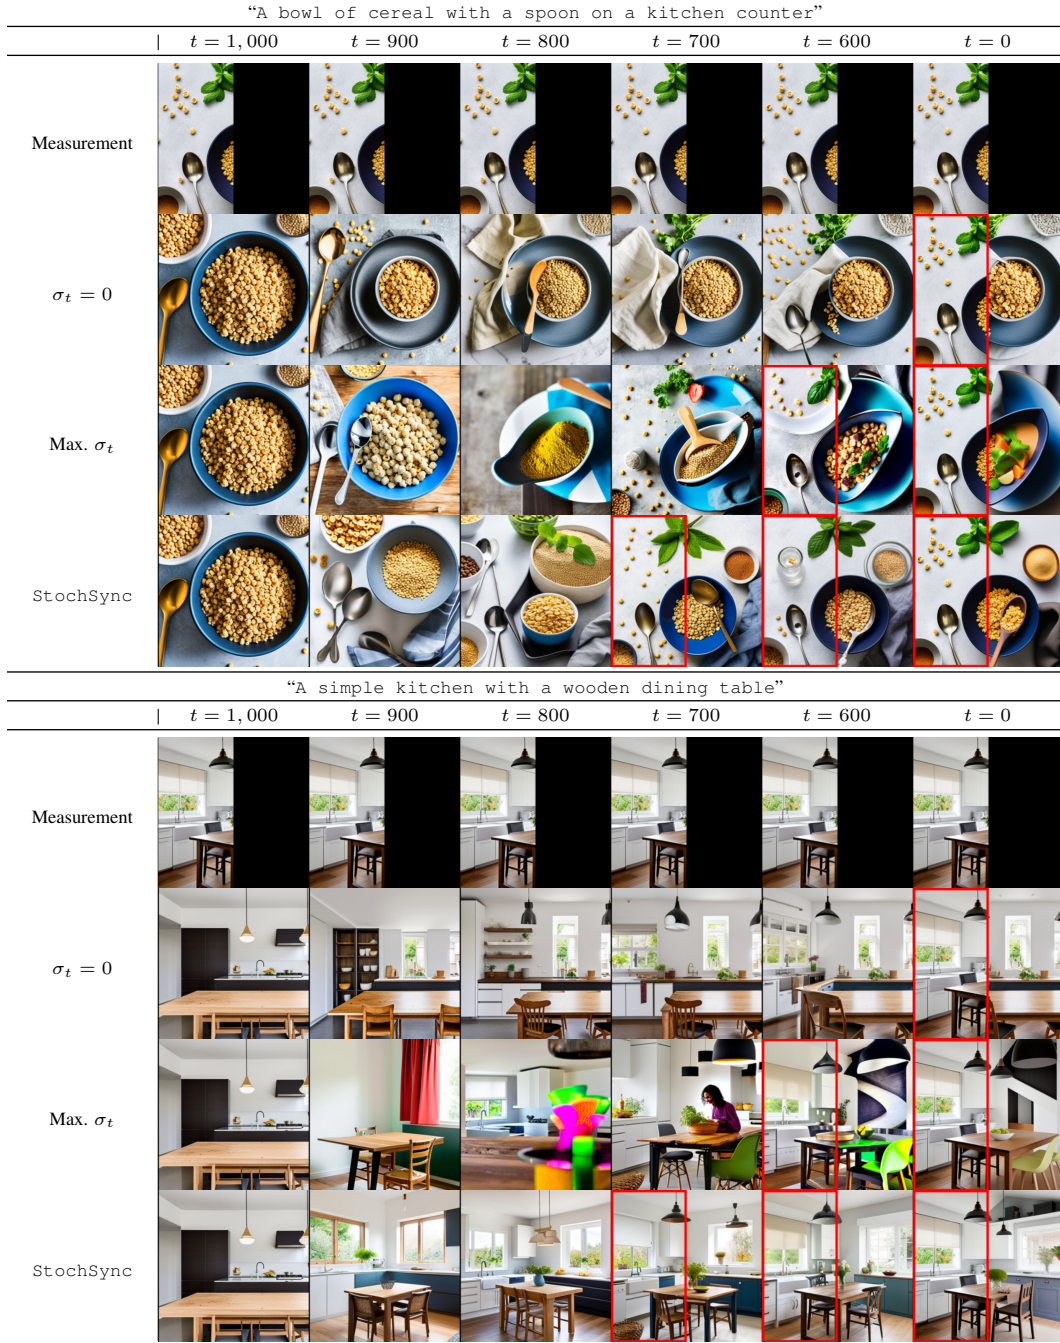 “A bowl of cereal with a spoon on a kitchen counter”
| t = 1,000 t = 900 t = 800 t = 700 t = 600 t = 0
Measurement
σt = 0
Max. σt
StochSync
“A simple kitchen with a wooden dining table”
| t = 1,000 t = 900 t = 800 t = 700 t = 600 t = 0
Measurement
σt = 0
Max. σt
StochSync